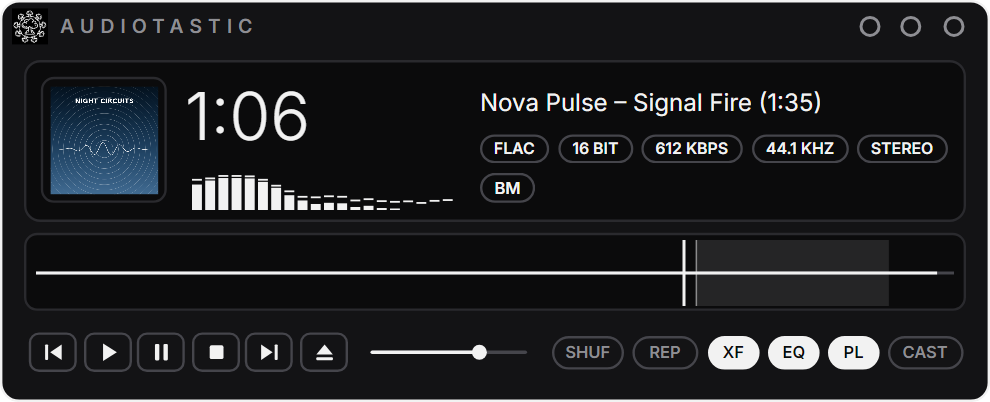 AUDIOTASTIC
NIGHT CIRCUITS
1:06
Nova Pulse – Signal Fire (1:35)
FLAC 16 BIT 612 KBPS 44.1 KHZ STEREO
BM
SHUF REP XF EQ PL CAST